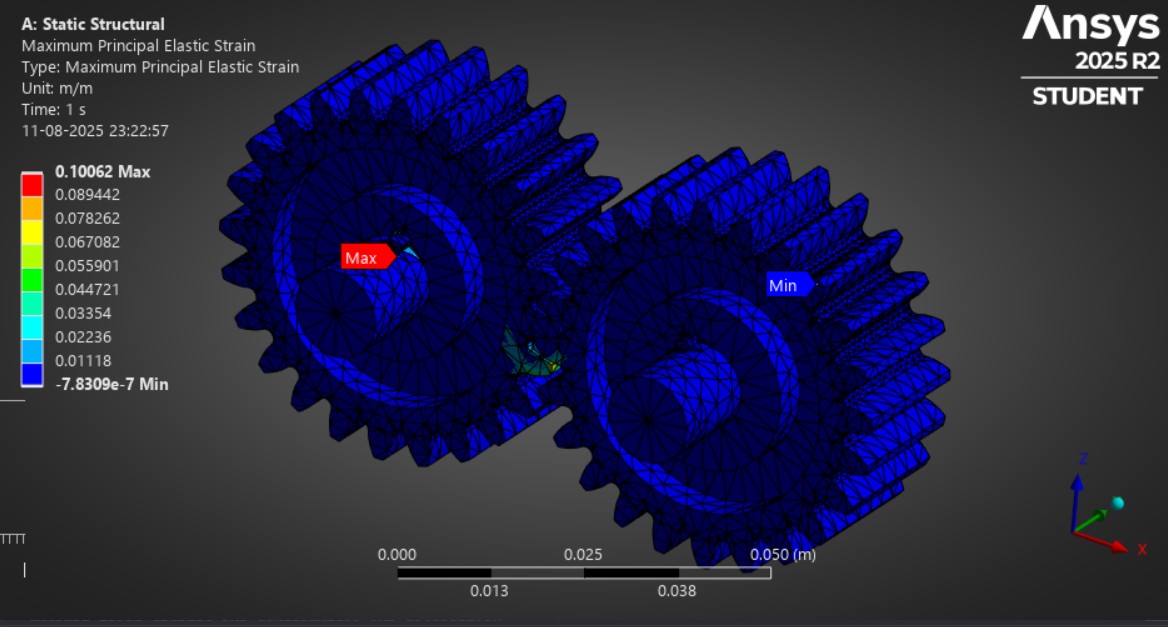 A: Static Structural
Maximum Principal Elastic Strain
Type: Maximum Principal Elastic Strain
Unit: m/m
Time: 1 s
11-08-2025 23:22:57
0.10062 Max
0.089442
0.078262
0.067082
0.055901
0.044721
0.03354
0.02236
0.01118
-7.8309e-7 Min
Ansys
2025 R2
STUDENT
Max
Min
Z
X
0.000 0.025 0.050 (m)
0.013 0.038